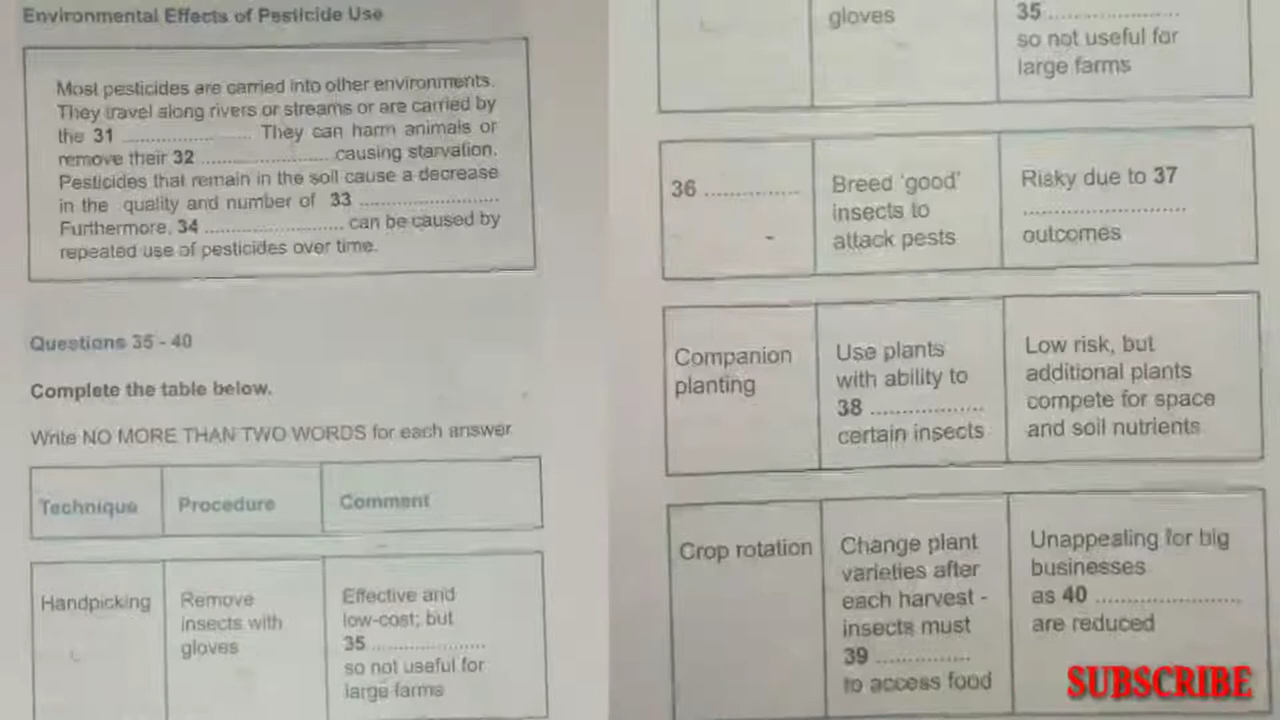 Environmental Effects of Pesticide Use
Most pesticides are carried into other environments.
They travel along rivers or streams or are carried by
the 31 .................... They can harm animals or
remove their 32 .................... causing starvation.
Pesticides that remain in the soil cause a decrease
in the quality and number of 33 ......................
Furthermore, 34 ...................... can be caused by
repeated use of pesticides over time.
Questions 35 - 40
Complete the table below.
Write NO MORE THAN TWO WORDS for each answer
Technique
Procedure
Comment
Handpicking
Remove
insects with
gloves
Effective and
low-cost; but
35 ....................
so not useful for
large farms
gloves
35 ......................
so not useful for
large farms
36 ...............
Breed 'good'
insects to
attack pests
Risky due to 37
..........................
outcomes
Companion
planting
Use plants
with ability to
38 ..................
certain insects
Low risk, but
additional plants
compete for space
and soil nutrients
Crop rotation
Change plant
varieties after
each harvest -
insects must
39 ...............
to access food
Unappealing for big
businesses
as 40 ......................
are reduced
SUBSCRIBE